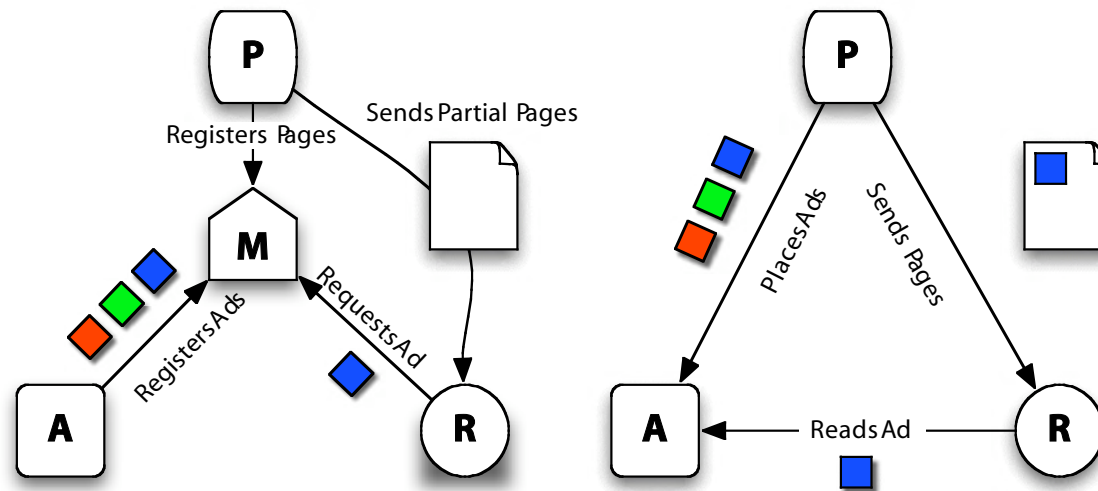 P
Sends Partial Pages
Registers Pages
M
Registers Ads
Requests Ad
A
R
P
Places Ads
Sends Pages
A
Reads Ad
R